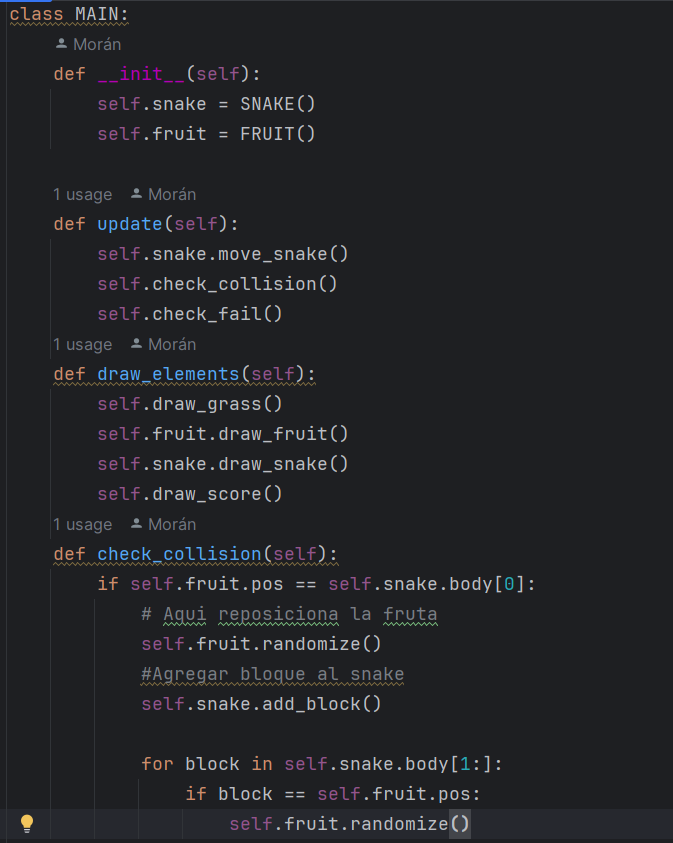 class MAIN:
Morán
def __init__(self):
self.snake = SNAKE()
self.fruit = FRUIT()
1 usage Morán
def update(self):
self.snake.move_snake()
self.check_collision()
self.check_fail()
1 usage Morán
def draw_elements(self):
self.draw_grass()
self.fruit.draw_fruit()
self.snake.draw_snake()
self.draw_score()
1 usage Morán
def check_collision(self):
if self.fruit.pos == self.snake.body[0]:
# Aqui reposiciona la fruta
self.fruit.randomize()
#Agregar bloque al snake
self.snake.add_block()
for block in self.snake.body[1:]:
if block == self.fruit.pos:
self.fruit.randomize()